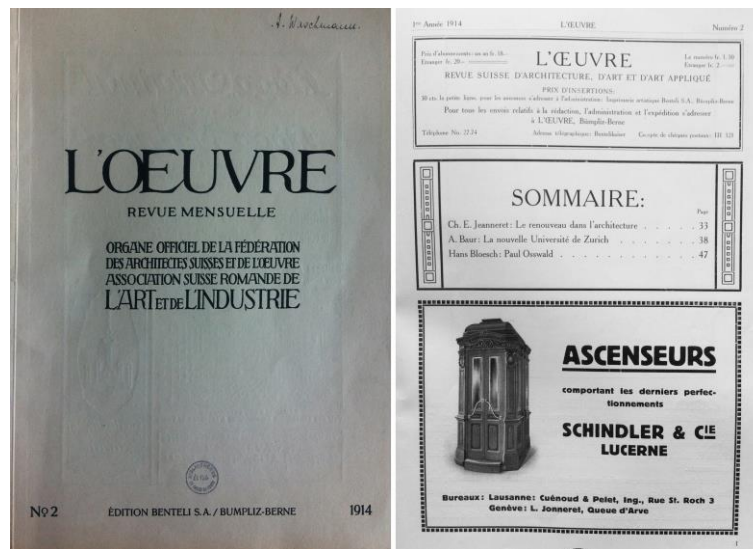 L'ŒUVRE
REVUE MENSUELLE
ORGANE OFFICIEL DE LA FÉDÉRATION
DES ARCHITECTES SUISSES ET DE L'ŒUVRE
ASSOCIATION SUISSE ROMANDE DE
L'ART ET DE L'INDUSTRIE
Nº 2
ÉDITION BENTELI S.A. / BUMPLIZ-BERNE
1914
1re Année 1914
L'ŒUVRE
Numéro 2
L'ŒUVRE
REVUE SUISSE D'ARCHITECTURE, D'ART ET D'ART APPLIQUÉ
PRIX D'INSERTIONS:
Pour tous les envois relatifs à la rédaction, l'administration et l'expédition s'adresser
à L'ŒUVRE, Bümpliz-Berne
SOMMAIRE:
Page
Ch. E. Jeanneret: Le renouveau dans l'architecture . . . . . 33
A. Baur: La nouvelle Université de Zurich . . . . . . 38
Hans Bloesch: Paul Osswald . . . . . . . . . . 47
ASCENSEURS
comportant les derniers perfec-
tionnements
SCHINDLER & CIE
LUCERNE
Bureaux: Lausanne: Cuénoud & Pelet, Ing., Rue St. Roch 3
Genève: L. Jonneret, Queue d'Arve